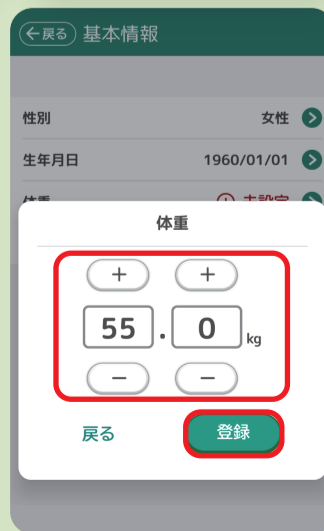 ←戻る 基本情報
性別 女性
生年月日 1960/01/01
体重 未設定
体重
+ +
55 . 0 kg
− −
戻る 登録